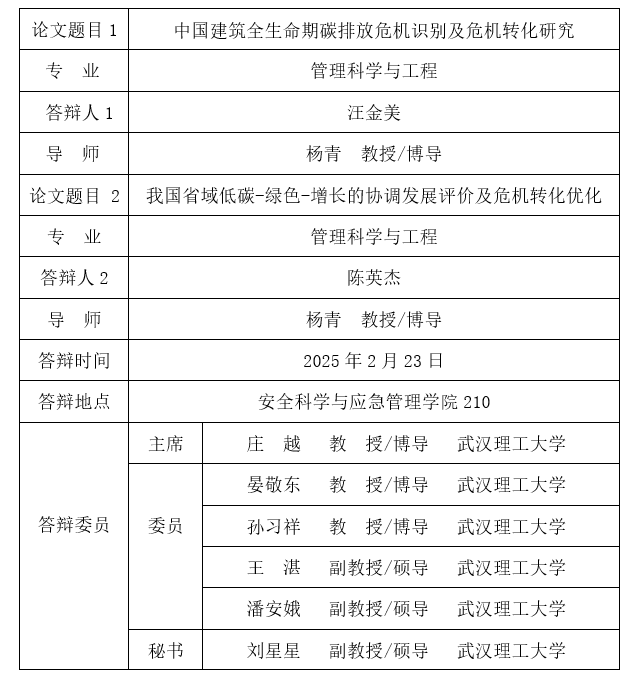 论文题目 1 中国建筑全生命期碳排放危机识别及危机转化研究
专 业 管理科学与工程
答辩人 1 汪金美
导 师 杨青 教授/博导
论文题目 2 我国省域低碳-绿色-增长的协调发展评价及危机转化优化
专 业 管理科学与工程
答辩人 2 陈英杰
导 师 杨青 教授/博导
答辩时间 2025 年 2 月 23 日
答辩地点 安全科学与应急管理学院 210
答辩委员
主席 庄 越 教 授/博导 武汉理工大学
委员
晏敬东 教 授/博导 武汉理工大学
孙习祥 教 授/博导 武汉理工大学
王 湛 副教授/硕导 武汉理工大学
潘安娥 副教授/硕导 武汉理工大学
秘书 刘星星 副教授/硕导 武汉理工大学